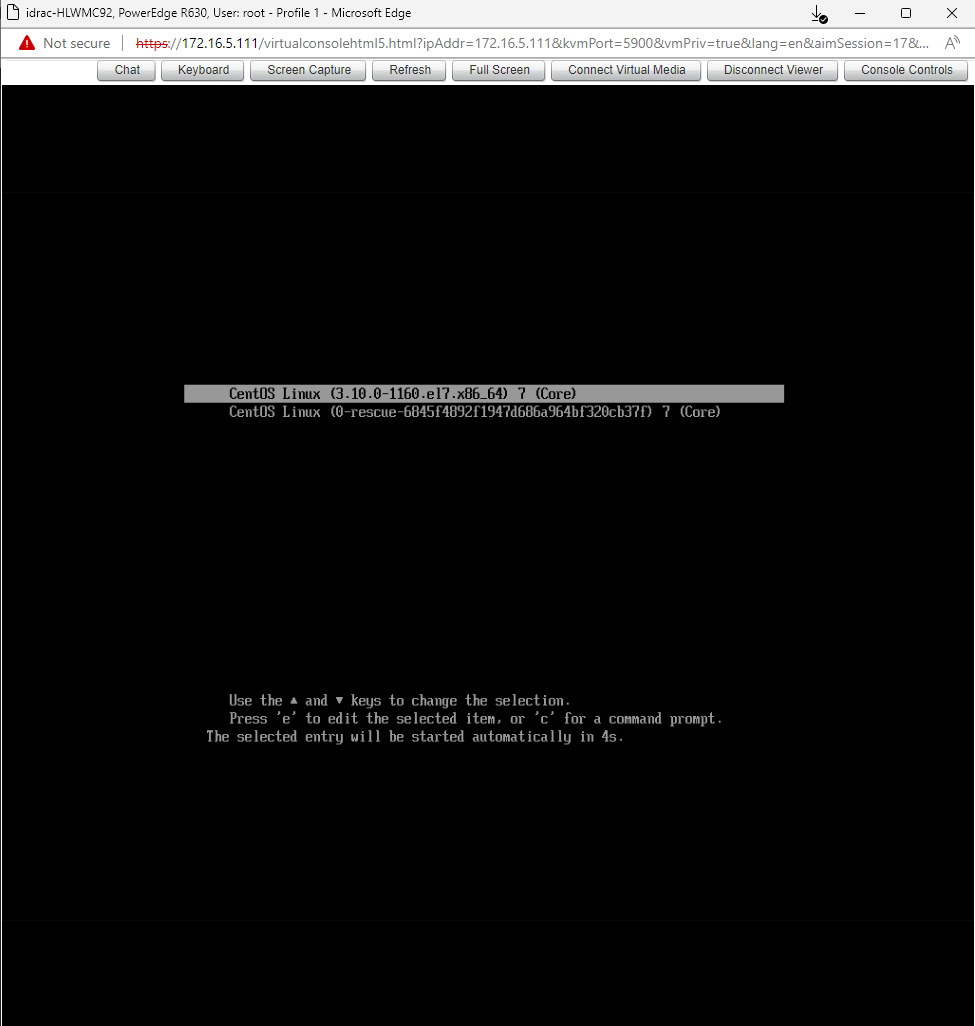 idrac-HLWMC92, PowerEdge R630, User: root - Profile 1 - Microsoft Edge
Not secure https://172.16.5.111/virtualconsolehtml5.html?ipAddr=172.16.5.111&kvmPort=5900&vmPriv=true&lang=en&aimSession=17&...
Chat Keyboard Screen Capture Refresh Full Screen Connect Virtual Media Disconnect Viewer Console Controls
CentOS Linux (3.10.0-1160.el7.x86_64) 7 (Core)
CentOS Linux (0-rescue-6845f4892f1947d686a964bf320cb37f) 7 (Core)
Use the ▲ and ▼ keys to change the selection.
Press 'e' to edit the selected item, or 'c' for a command prompt.
The selected entry will be started automatically in 4s.